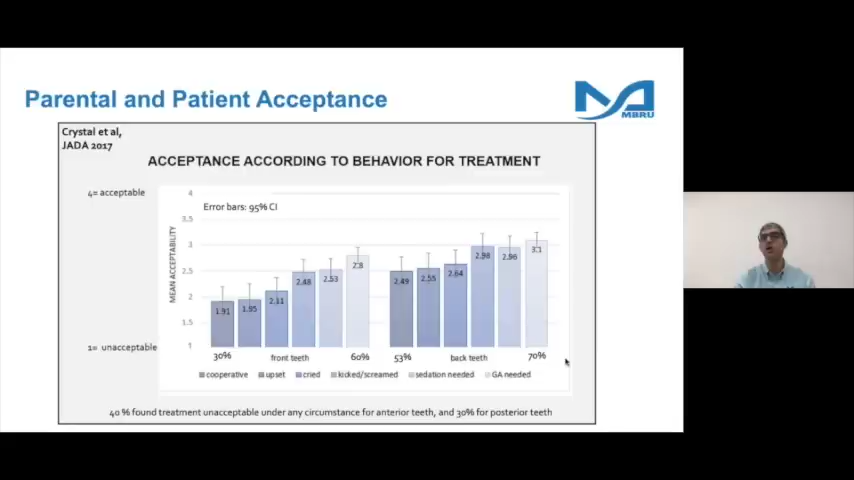 Parental and Patient Acceptance
MBRU
Crystal et al,
JADA 2017
ACCEPTANCE ACCORDING TO BEHAVIOR FOR TREATMENT
4= acceptable
1= unacceptable
MEAN ACCEPTABILITY
4
3.5
3
2.5
2
1.5
1
Error bars: 95% CI
1.91 1.95 2.11 2.48 2.53 2.8 2.49 2.55 2.64 2.98 2.96 3.1
30% front teeth 60% 53% back teeth 70%
cooperative upset cried kicked/screamed sedation needed GA needed
40 % found treatment unacceptable under any circumstance for anterior teeth, and 30% for posterior teeth